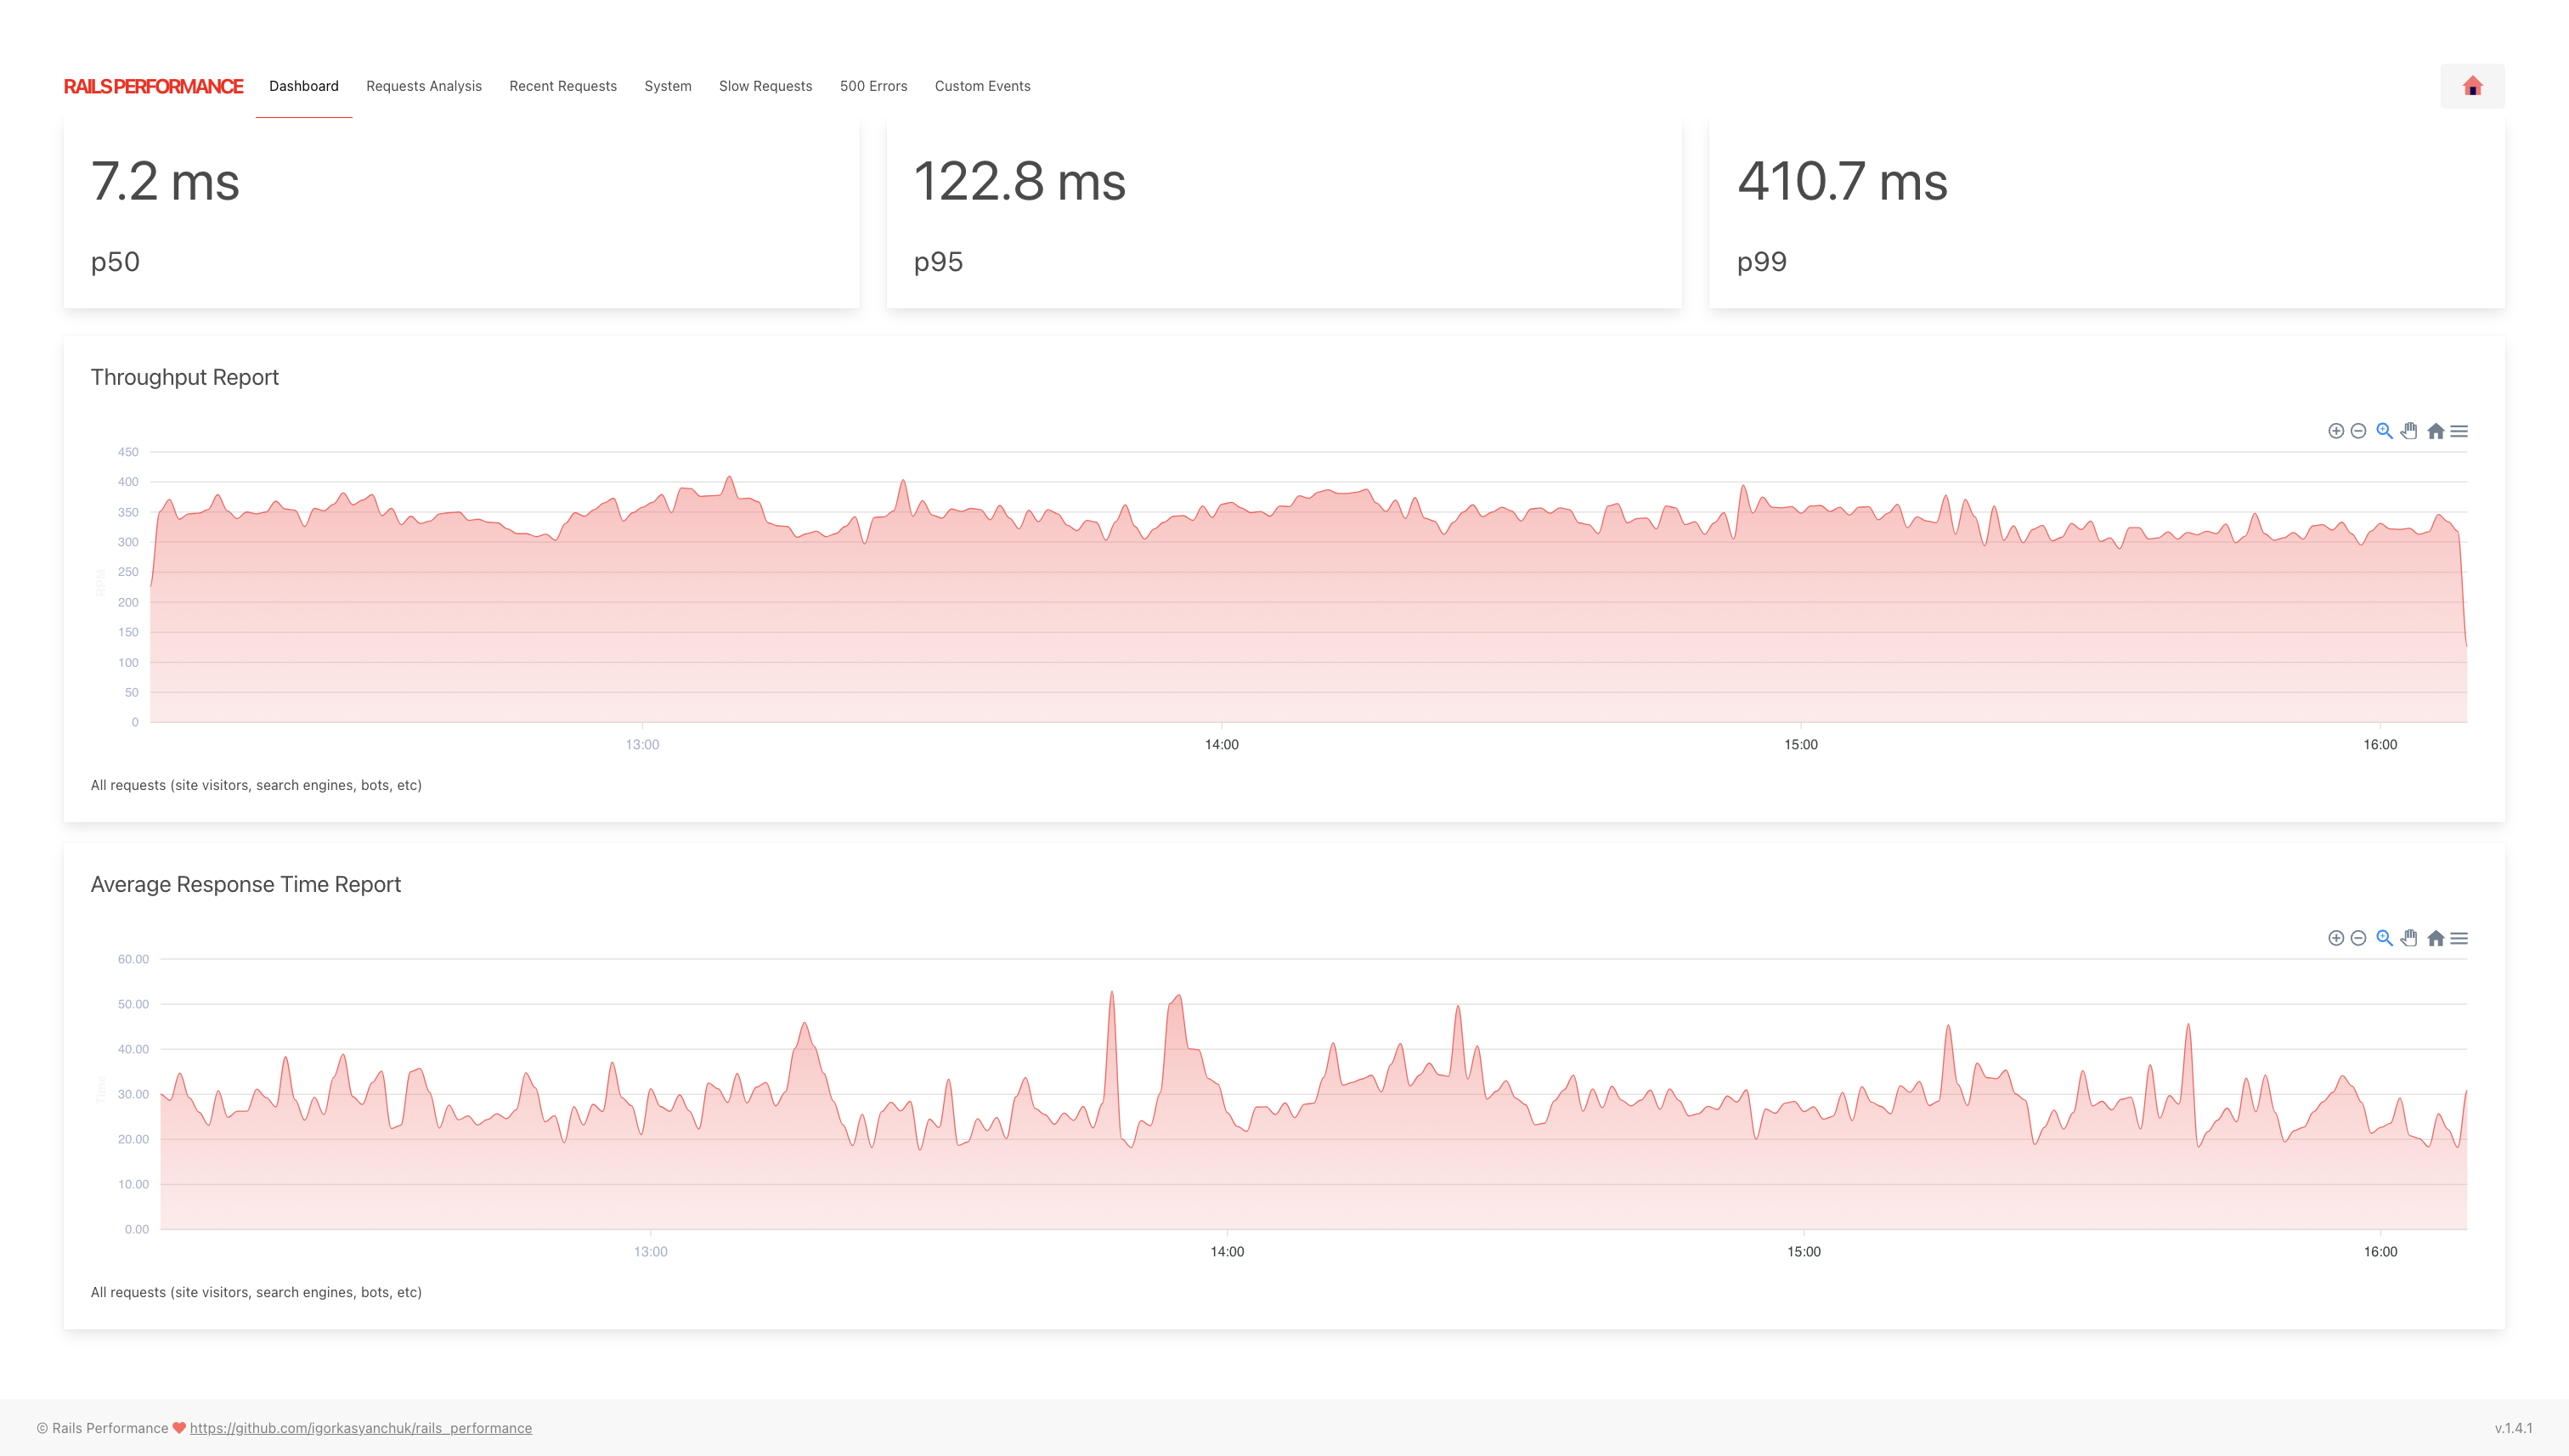 RAILS PERFORMANCE Dashboard Requests Analysis Recent Requests System Slow Requests 500 Errors Custom Events
7.2 ms
p50
122.8 ms
p95
410.7 ms
p99
Throughput Report
450
400
350
300
250
200
150
100
50
0
RPM
13:00 14:00 15:00 16:00
All requests (site visitors, search engines, bots, etc)
Average Response Time Report
60.00
50.00
40.00
30.00
20.00
10.00
0.00
Time
13:00 14:00 15:00 16:00
All requests (site visitors, search engines, bots, etc)
© Rails Performance ❤ https://github.com/igorkasyanchuk/rails_performance
v.1.4.1